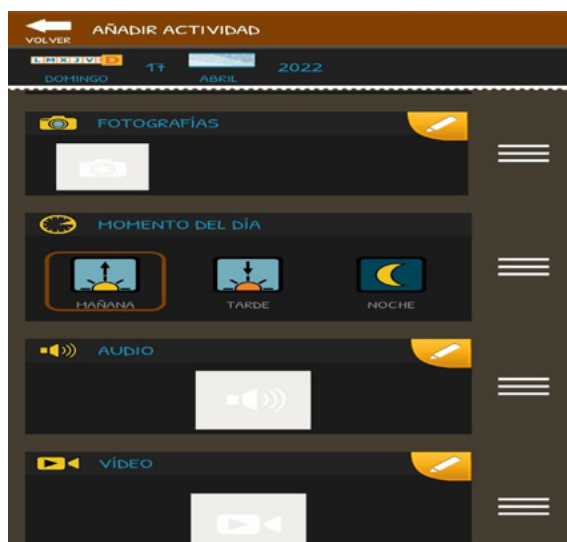 AÑADIR ACTIVIDAD
VOLVER
L M X J V S D
DOMINGO 17 ABRIL 2022
FOTOGRAFÍAS
MOMENTO DEL DÍA
MAÑANA TARDE NOCHE
AUDIO
VÍDEO